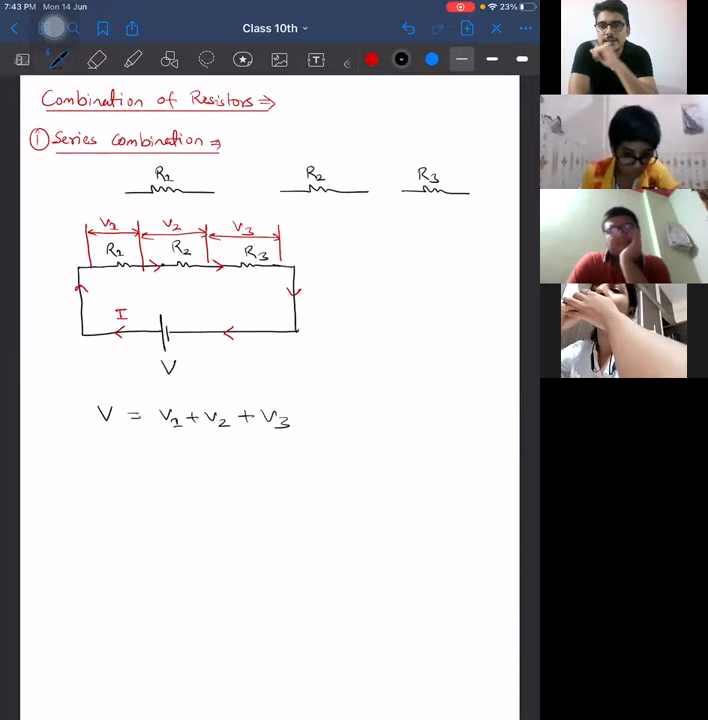 7:43 PM Mon 14 Jun
23%
Class 10th
T
Combination of Resistors ⇒
① Series combination ⇒
R1 R2 R3
V1 V2 V3
R1 R2 R3
I
V
V = V1 + V2 + V3